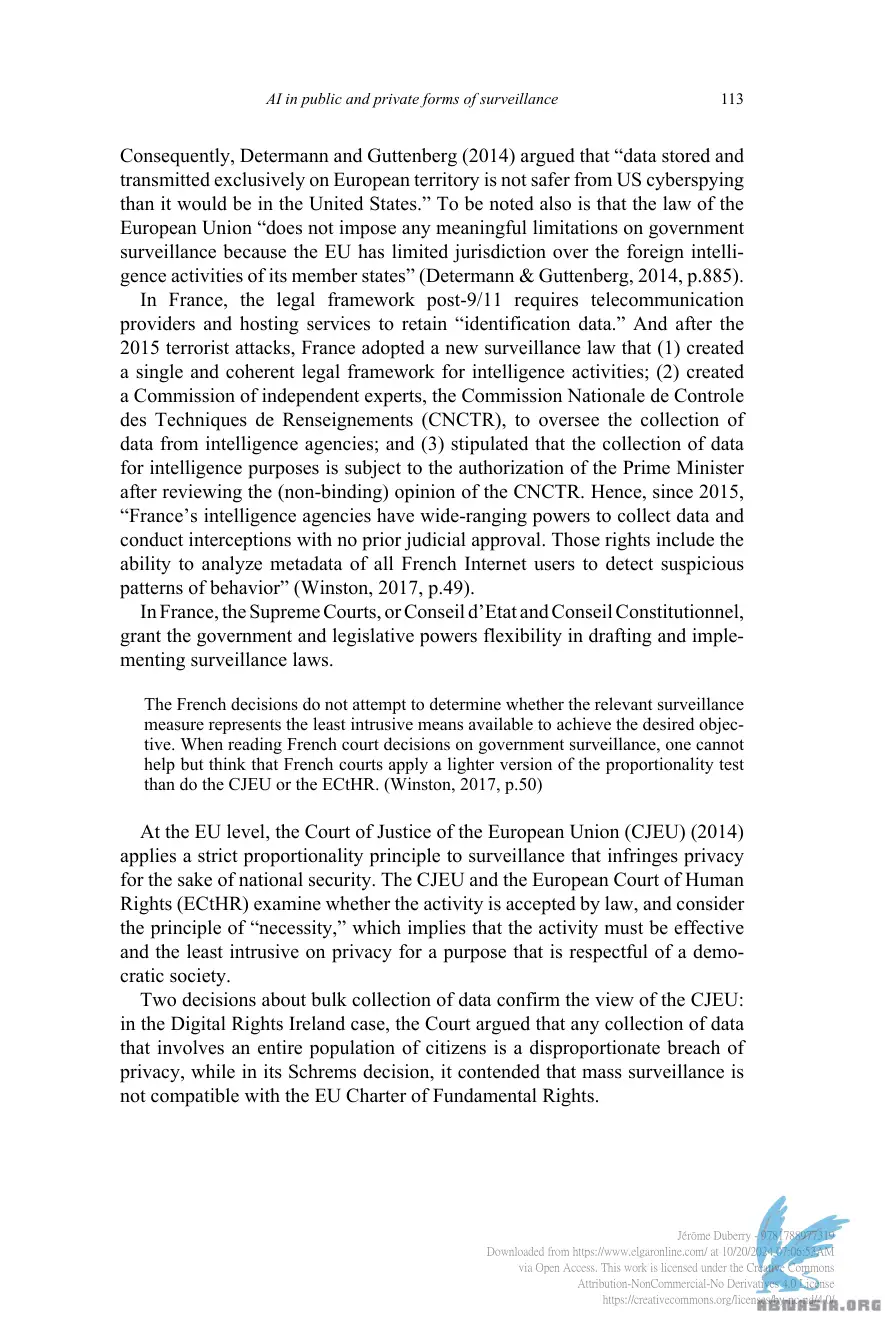 AI in public and private forms of surveillance 113
Consequently, Determann and Guttenberg (2014) argued that “data stored and
transmitted exclusively on European territory is not safer from US cyberspying
than it would be in the United States.” To be noted also is that the law of the
European Union “does not impose any meaningful limitations on government
surveillance because the EU has limited jurisdiction over the foreign intelli-
gence activities of its member states” (Determann & Guttenberg, 2014, p.885).
In France, the legal framework post-9/11 requires telecommunication
providers and hosting services to retain “identification data.” And after the
2015 terrorist attacks, France adopted a new surveillance law that (1) created
a single and coherent legal framework for intelligence activities; (2) created
a Commission of independent experts, the Commission Nationale de Controle
des Techniques de Renseignements (CNCTR), to oversee the collection of
data from intelligence agencies; and (3) stipulated that the collection of data
for intelligence purposes is subject to the authorization of the Prime Minister
after reviewing the (non-binding) opinion of the CNCTR. Hence, since 2015,
“France’s intelligence agencies have wide-ranging powers to collect data and
conduct interceptions with no prior judicial approval. Those rights include the
ability to analyze metadata of all French Internet users to detect suspicious
patterns of behavior” (Winston, 2017, p.49).
In France, the Supreme Courts, or Conseil d’Etat and Conseil Constitutionnel,
grant the government and legislative powers flexibility in drafting and imple-
menting surveillance laws.
The French decisions do not attempt to determine whether the relevant surveillance
measure represents the least intrusive means available to achieve the desired objec-
tive. When reading French court decisions on government surveillance, one cannot
help but think that French courts apply a lighter version of the proportionality test
than do the CJEU or the ECtHR. (Winston, 2017, p.50)
At the EU level, the Court of Justice of the European Union (CJEU) (2014)
applies a strict proportionality principle to surveillance that infringes privacy
for the sake of national security. The CJEU and the European Court of Human
Rights (ECtHR) examine whether the activity is accepted by law, and consider
the principle of “necessity,” which implies that the activity must be effective
and the least intrusive on privacy for a purpose that is respectful of a demo-
cratic society.
Two decisions about bulk collection of data confirm the view of the CJEU:
in the Digital Rights Ireland case, the Court argued that any collection of data
that involves an entire population of citizens is a disproportionate breach of
privacy, while in its Schrems decision, it contended that mass surveillance is
not compatible with the EU Charter of Fundamental Rights.
Jérôme Duberry - 9781788977319
Downloaded from https://www.elgaronline.com/ at 10/20/2024 07:06:52AM
via Open Access. This work is licensed under the Creative Commons
Attribution-NonCommercial-No Derivatives 4.0 License
https://creativecommons.org/licenses/by-nc-nd/4.0/
ABWASIA.ORG